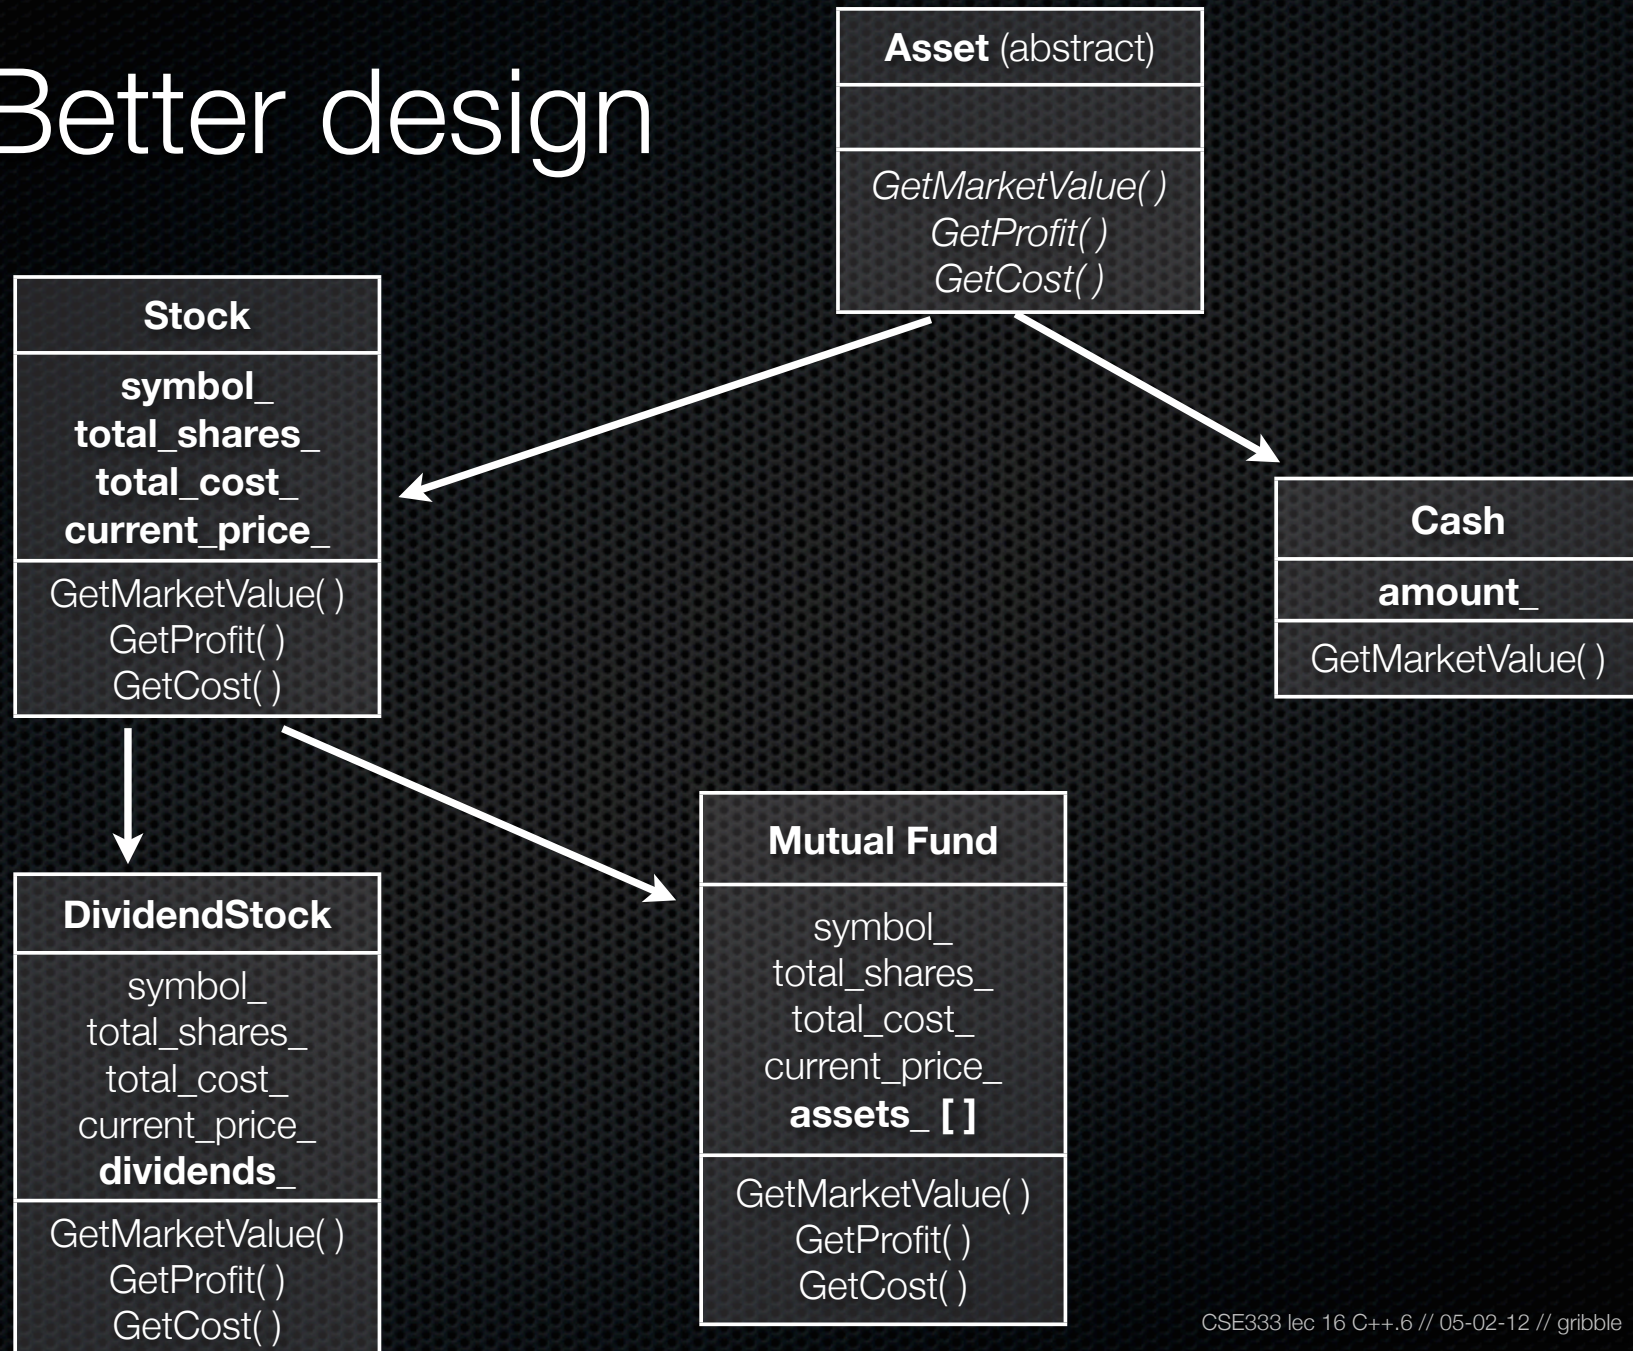 Better design
Asset (abstract)
GetMarketValue( )
GetProfit( )
GetCost( )
Stock
symbol_
total_shares_
total_cost_
current_price_
GetMarketValue( )
GetProfit( )
GetCost( )
Cash
amount_
GetMarketValue( )
DividendStock
symbol_
total_shares_
total_cost_
current_price_
dividends_
GetMarketValue( )
GetProfit( )
GetCost( )
Mutual Fund
symbol_
total_shares_
total_cost_
current_price_
assets_ [ ]
GetMarketValue( )
GetProfit( )
GetCost( )
CSE333 lec 16 C++.6 // 05-02-12 // gribble